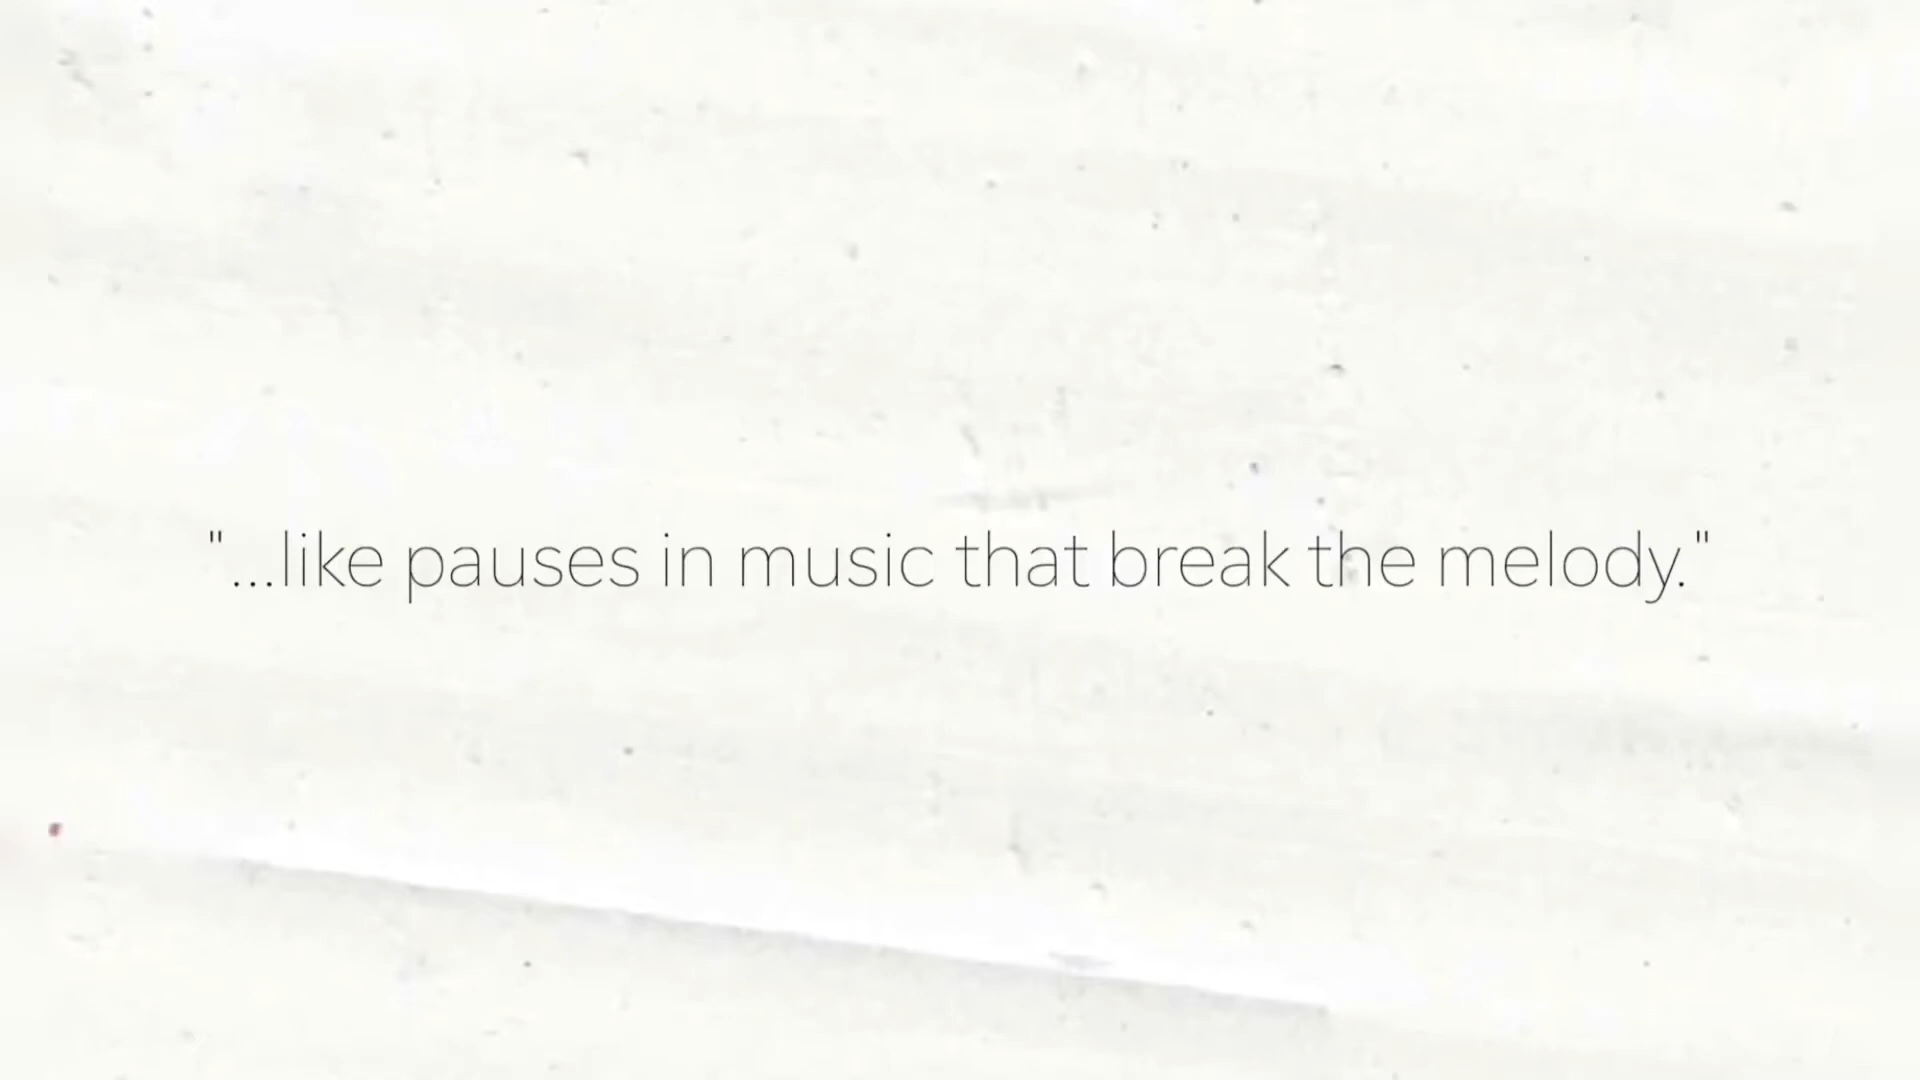 "...like pauses in music that break the melody."